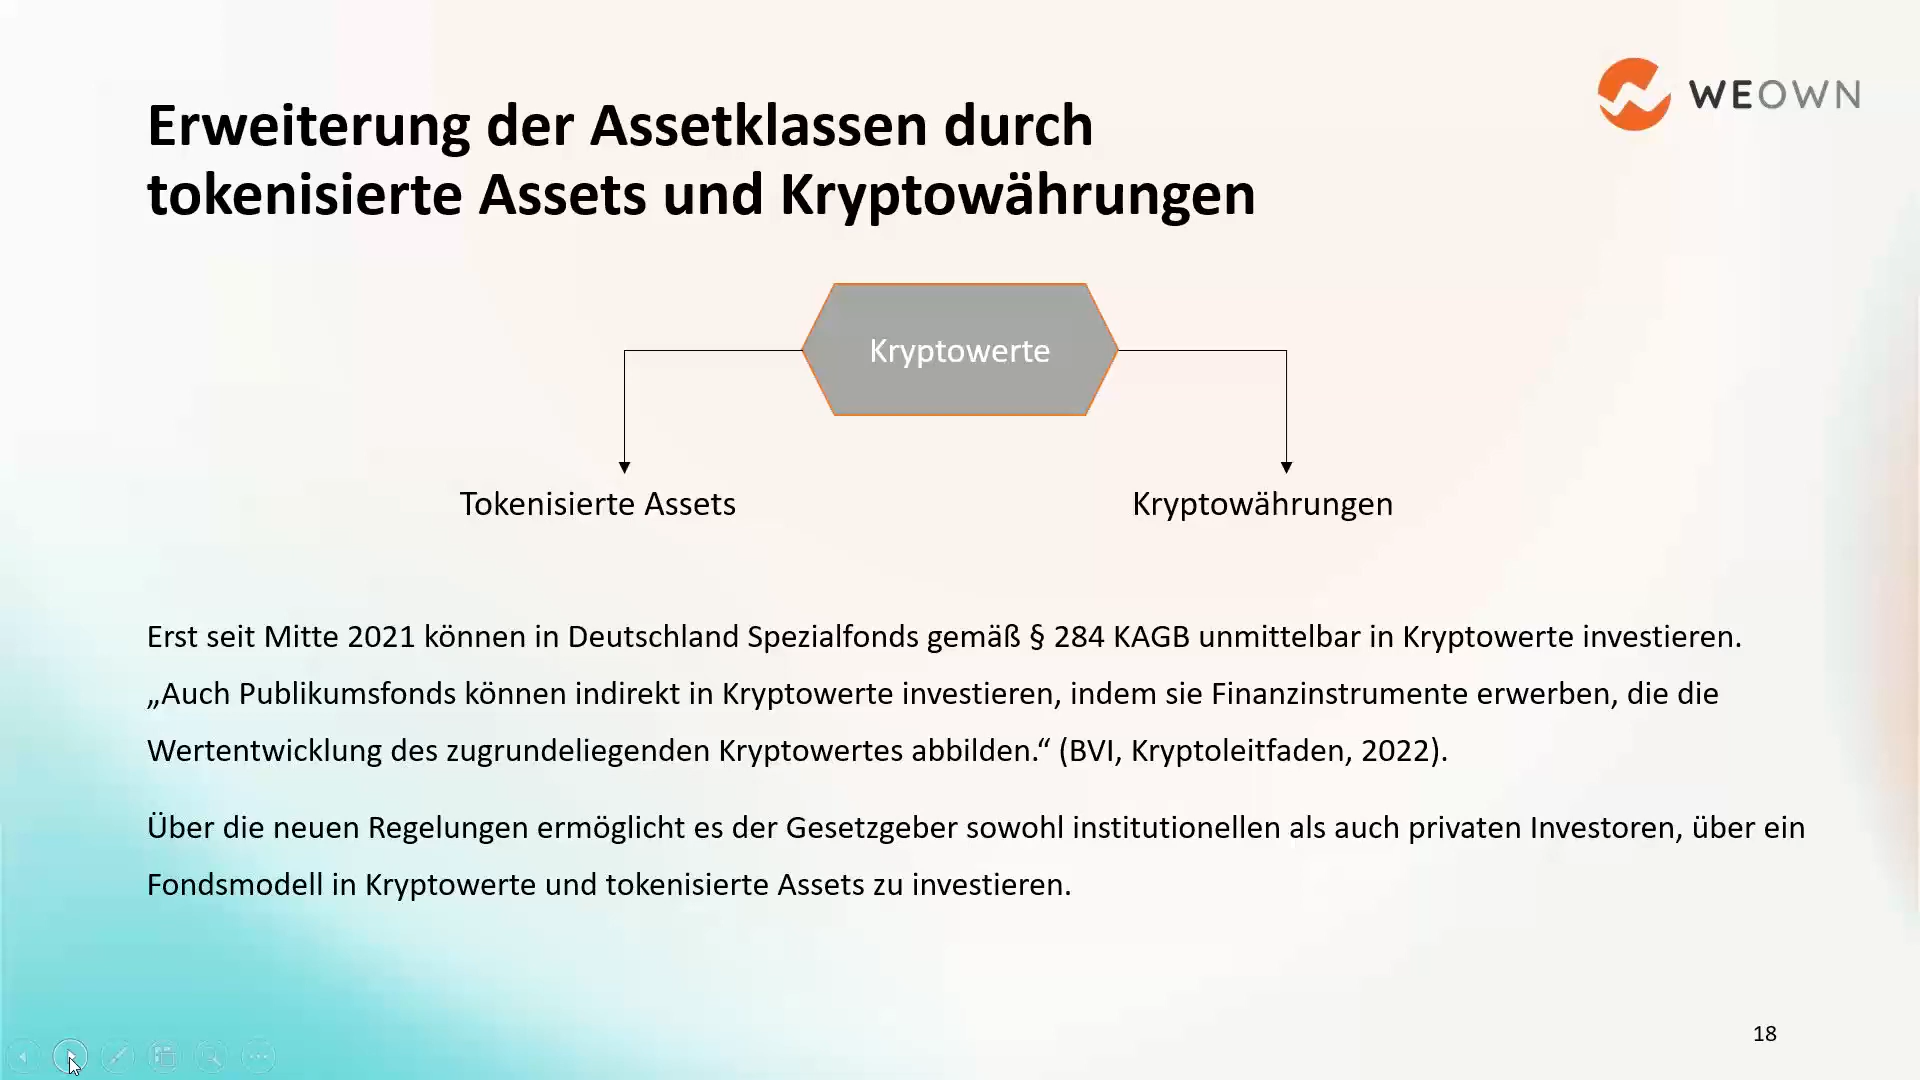 WEOWN
Erweiterung der Assetklassen durch
tokenisierte Assets und Kryptowährungen
Kryptowerte
Tokenisierte Assets
Kryptowährungen
Erst seit Mitte 2021 können in Deutschland Spezialfonds gemäß § 284 KAGB unmittelbar in Kryptowerte investieren.
„Auch Publikumsfonds können indirekt in Kryptowerte investieren, indem sie Finanzinstrumente erwerben, die die
Wertentwicklung des zugrundeliegenden Kryptowertes abbilden.“ (BVI, Kryptoleitfaden, 2022).
Über die neuen Regelungen ermöglicht es der Gesetzgeber sowohl institutionellen als auch privaten Investoren, über ein
Fondsmodell in Kryptowerte und tokenisierte Assets zu investieren.
18